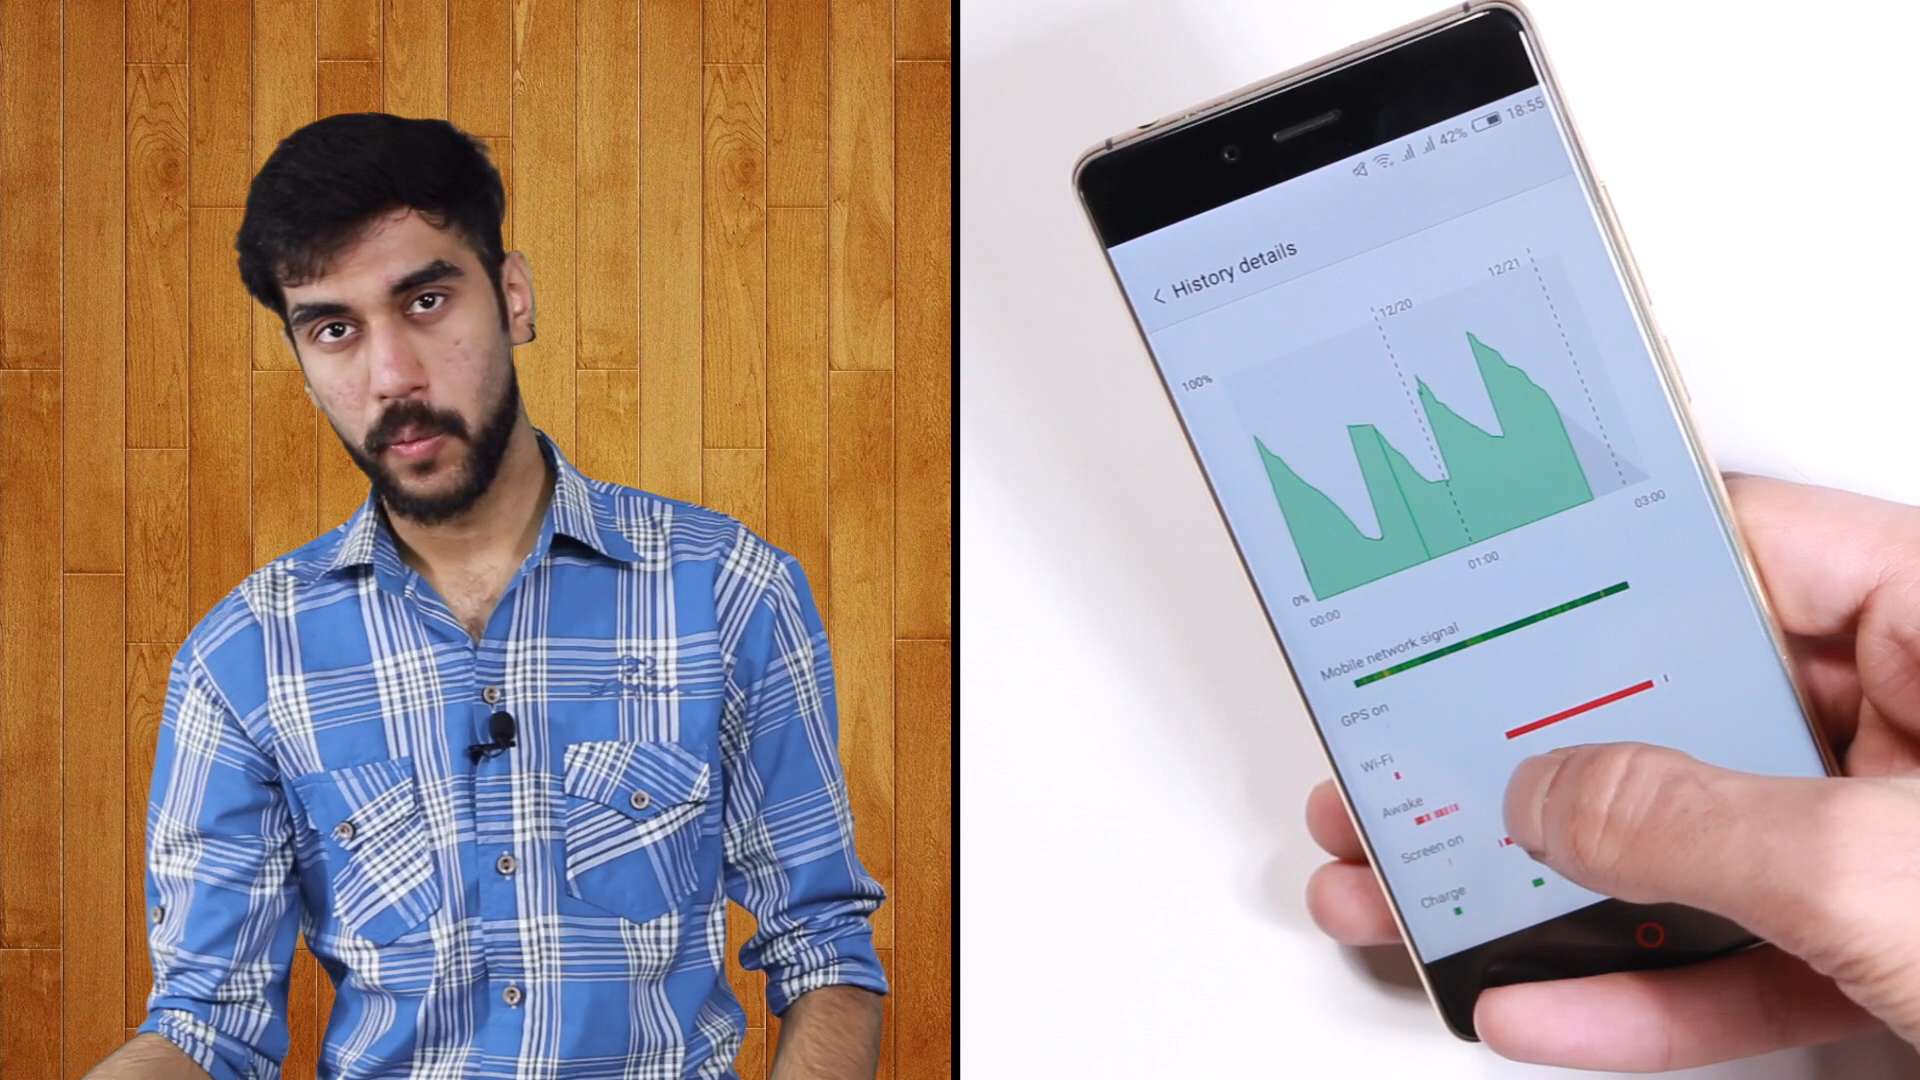 42% 18:55
< History details
12/20
12/21
100%
0%
00:00
01:00
03:00
Mobile network signal
GPS on
Wi-Fi
Awake
Screen on
Charge